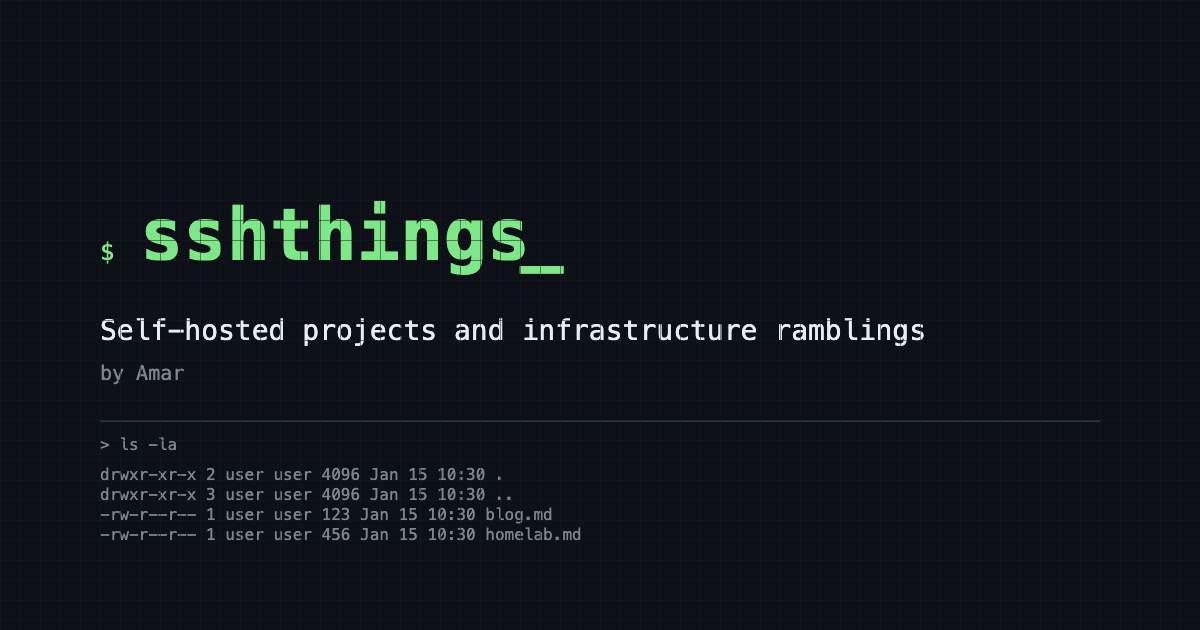 $ sshthings_
Self-hosted projects and infrastructure ramblings
by Amar
> ls -la
drwxr-xr-x 2 user user 4096 Jan 15 10:30 .
drwxr-xr-x 3 user user 4096 Jan 15 10:30 ..
-rw-r--r-- 1 user user 123 Jan 15 10:30 blog.md
-rw-r--r-- 1 user user 456 Jan 15 10:30 homelab.md